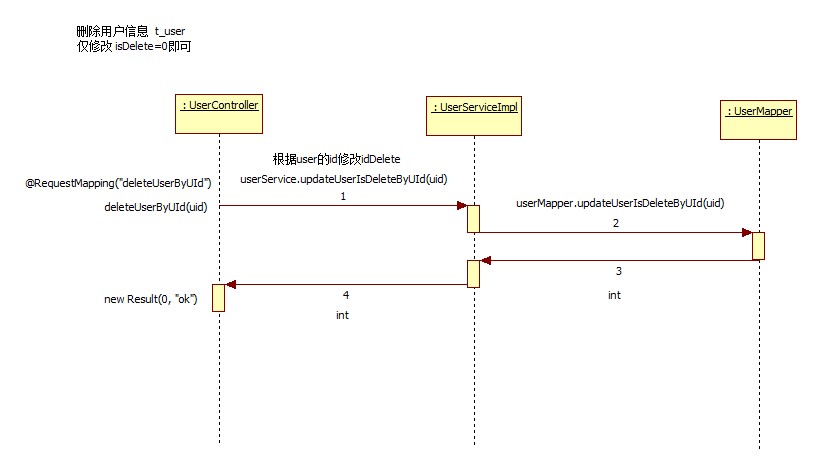 删除用户信息 t_user
仅修改 isDelete=0即可
: UserController
: UserServiceImpl
: UserMapper
根据user的id修改idDelete
@RequestMapping("deleteUserByUId")
userService.updateUserIsDeleteByUId(uid)
deleteUserByUId(uid)
1
userMapper.updateUserIsDeleteByUId(uid)
2
3
int
new Result(0, "ok")
4
int